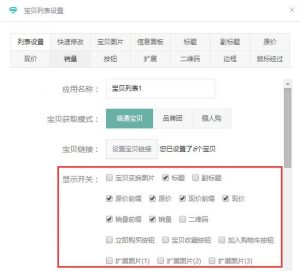 宝贝列表设置
列表设置 快速修改 宝贝图片 信息面板 标题 副标题 原价
现价 销量 按钮 扩展 二维码 边框 鼠标经过
应用名称： 宝贝列表1
宝贝获取模式： 普通宝贝 品牌团 个人购
宝贝链接： 设置宝贝链接 您已设置了6个宝贝
显示开关： 宝贝变换图片 标题 副标题
原价前缀 原价 现价前缀 现价
销量前缀 销量 二维码
立即购买按钮 宝贝收藏按钮 加入购物车按钮
扩展图片(1) 扩展图片(2) 扩展图片(3)